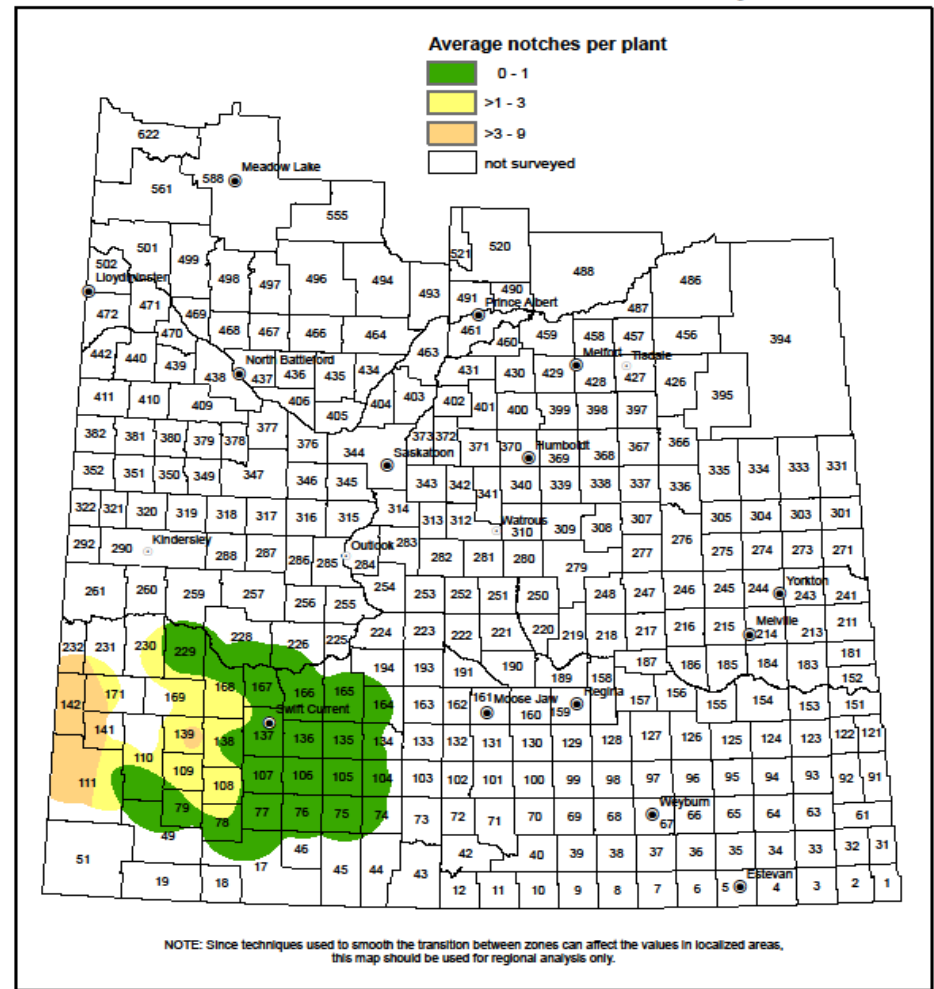 Average notches per plant
0 - 1
>1 - 3
>3 - 9
not surveyed
622
588 Meadow Lake
561
555
501
502
499
498 497 496 494
521 520
488
486
Lloydminster
493
491 490
487
Prince Albert
472 471 469
470 468 467 466 464
461
460 459 458 457 456
394
463
442 440 439
North Battleford
438 437 436 435 434
431 430 429
Melfort
Tisdale
428 427 426
395
411 410 409
406 405 404 403 402 401 400 399 398 397
382 381 380 379 378 377 376
344
373 372 371 370 Humboldt
369 368 367 366
Saskatoon
352 351 350 349 347 346 345
343 342 341 340 339 338 337 336
335 334 333 331
322 321 320 319 318 317 316 315 314
313 312
Watrous
310 309 308 307
305 304 303 301
292 290 Kindersley
288 287 286 285
Outlook
284 283
282 281 280 279 277 276
275 274 273 271
261 260 259 257 256 255 254
253 252 251 250 248 247 246 245 244
Yorkton
243 241
232 231 230 229 228 226 225 224
223 222 221 220 219 218 217 216 215
Melville
214 213 211
142 171 169 168 167 166 165 164
194 193 191 190 189 158 187 186 185 184 183 181
152
163 162 161 Moose Jaw
160 159
Regina
157 156 155 154 153 151
Swift Current
141 139 138 137 136 135 134
133 132 131 130 129 128 127 126 125 124 123 122 121
111 110 109 108 107 106 105 104
103 102 101 100 99 98 97 96 95 94 93 92 91
79 78 77 76 75 74
73 72 71 70 69 68
Weyburn
67 66 65 64 63 61
51 49 46 45 44 43
42 40 39 38 37 36 35 34 33 32 31
19 18 17
12 11 10 9 8 7 6 5
Estevan
4 3 2 1
NOTE: Since techniques used to smooth the transition between zones can affect the values in localized areas,
this map should be used for regional analysis only.